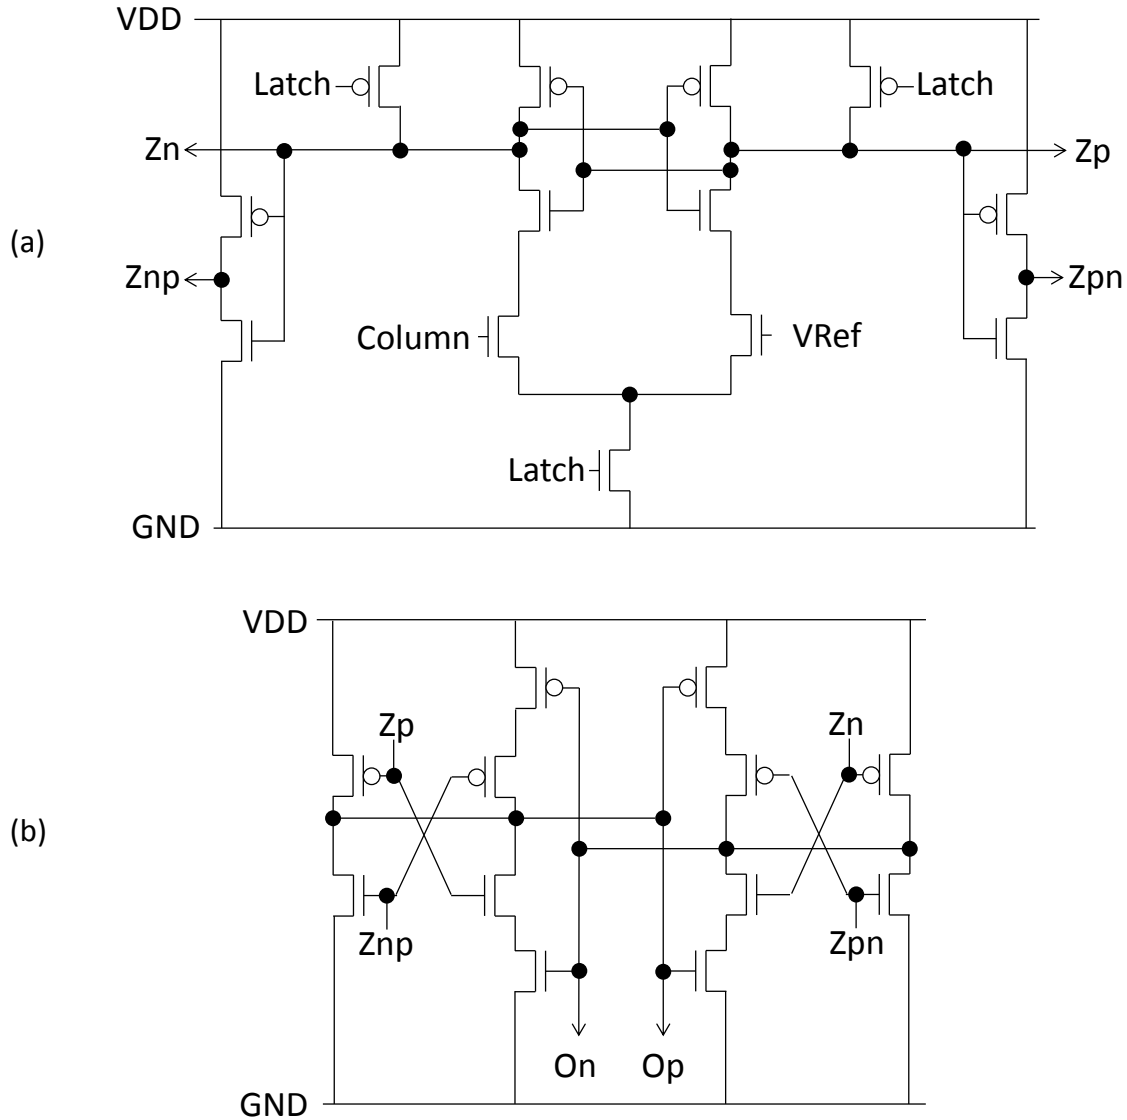 VDD
Latch
Latch
Zn
Zp
(a)
Znp
Zpn
Column
VRef
Latch
GND
VDD
Zp
Zn
(b)
Znp
Zpn
On
Op
GND